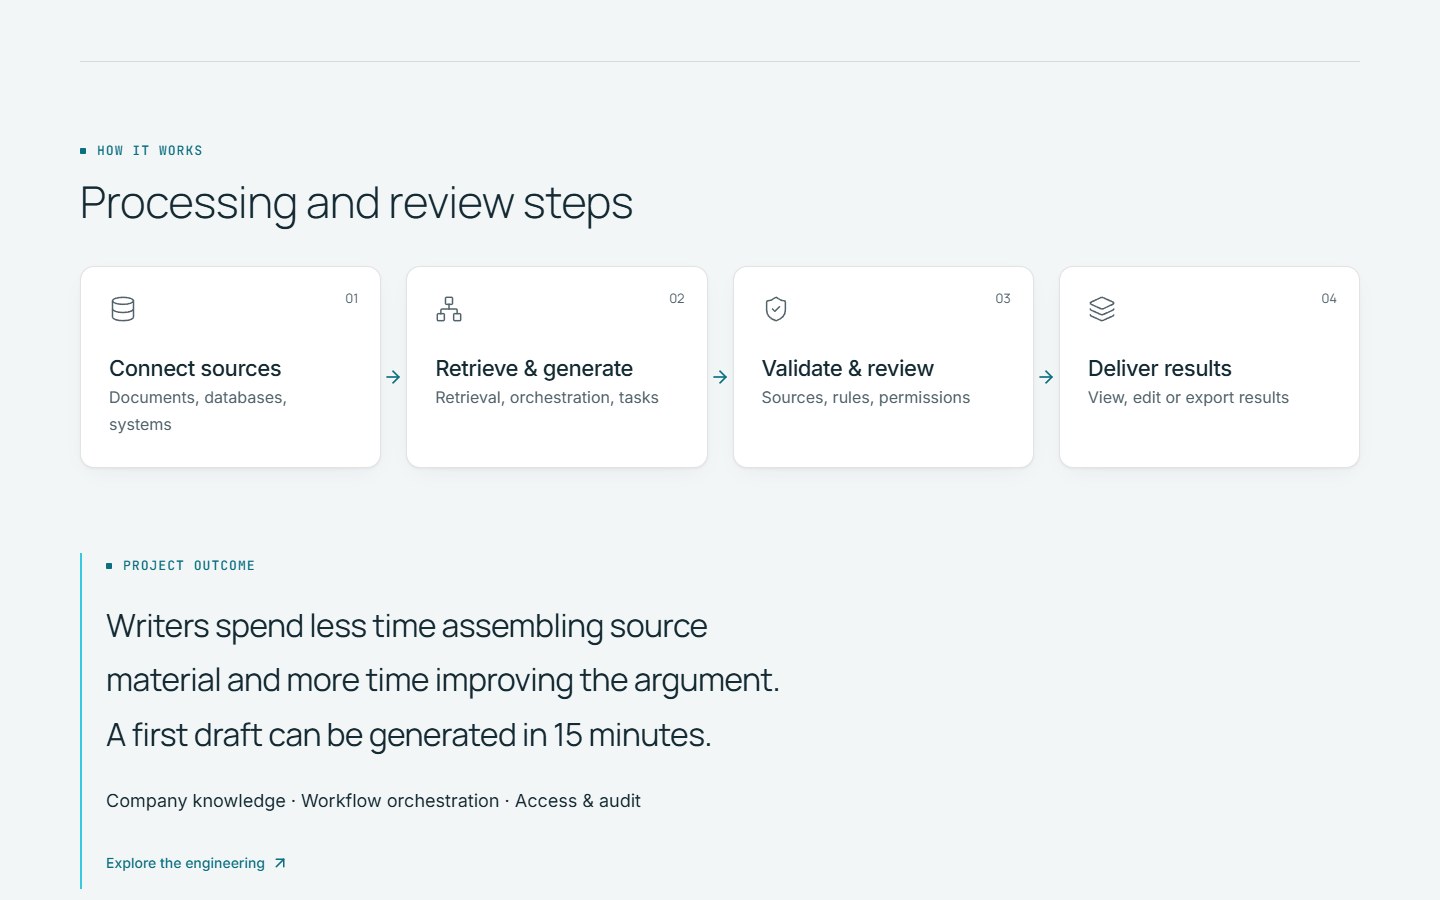 HOW IT WORKS
Processing and review steps
01
Connect sources
Documents, databases,
systems
02
Retrieve & generate
Retrieval, orchestration, tasks
03
Validate & review
Sources, rules, permissions
04
Deliver results
View, edit or export results
PROJECT OUTCOME
Writers spend less time assembling source
material and more time improving the argument.
A first draft can be generated in 15 minutes.
Company knowledge · Workflow orchestration · Access & audit
Explore the engineering